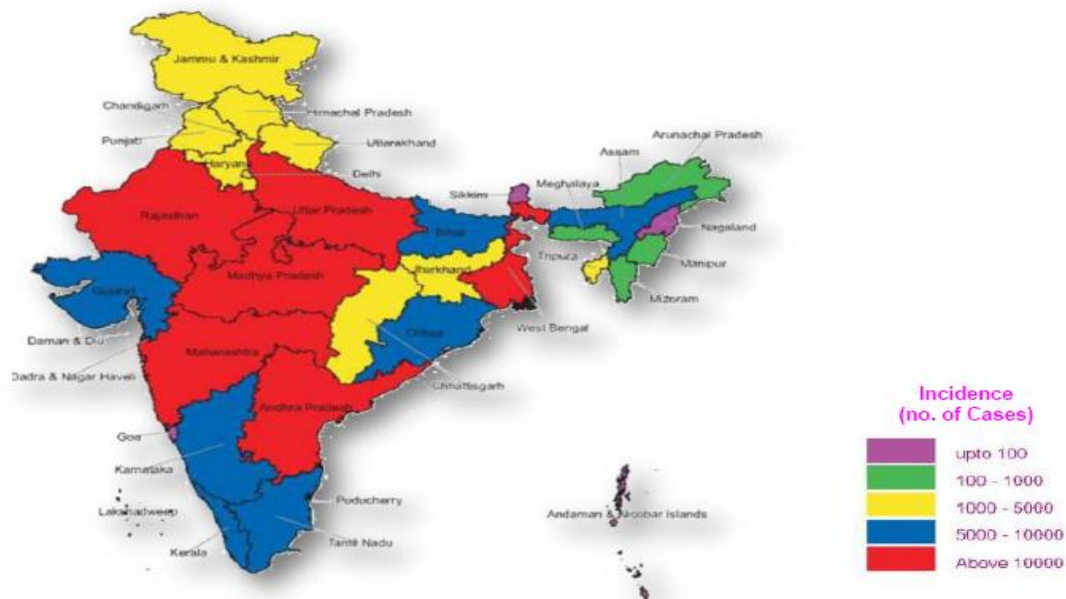 Jammu & Kashmir
Chandigarh
Himachal Pradesh
Punjab
Uttarakhand
Haryana
Delhi
Arunachal Pradesh
Assam
Meghalaya
Sikkim
Rajasthan
Uttar Pradesh
Bihar
Nagaland
Manipur
Tripura
Mizoram
Madhya Pradesh
Jharkhand
Gujarat
West Bengal
Daman & Diu
Maharashtra
Orissa
Dadra & Nagar Haveli
Chhattisgarh
Andhra Pradesh
Goa
Karnataka
Puducherry
Lakshadweep
Andaman & Nicobar Islands
Kerala
Tamil Nadu
Incidence
(no. of Cases)
upto 100
100 - 1000
1000 - 5000
5000 - 10000
Above 10000